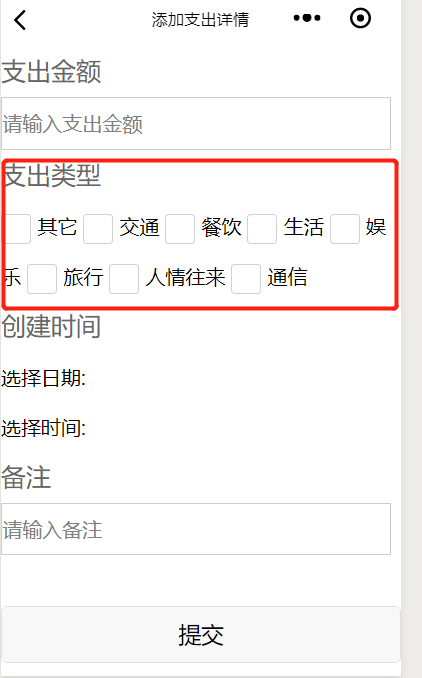 添加支出详情
支出金额
请输入支出金额
支出类型
其它 交通 餐饮 生活 娱
乐 旅行 人情往来 通信
创建时间
选择日期:
选择时间:
备注
请输入备注
提交